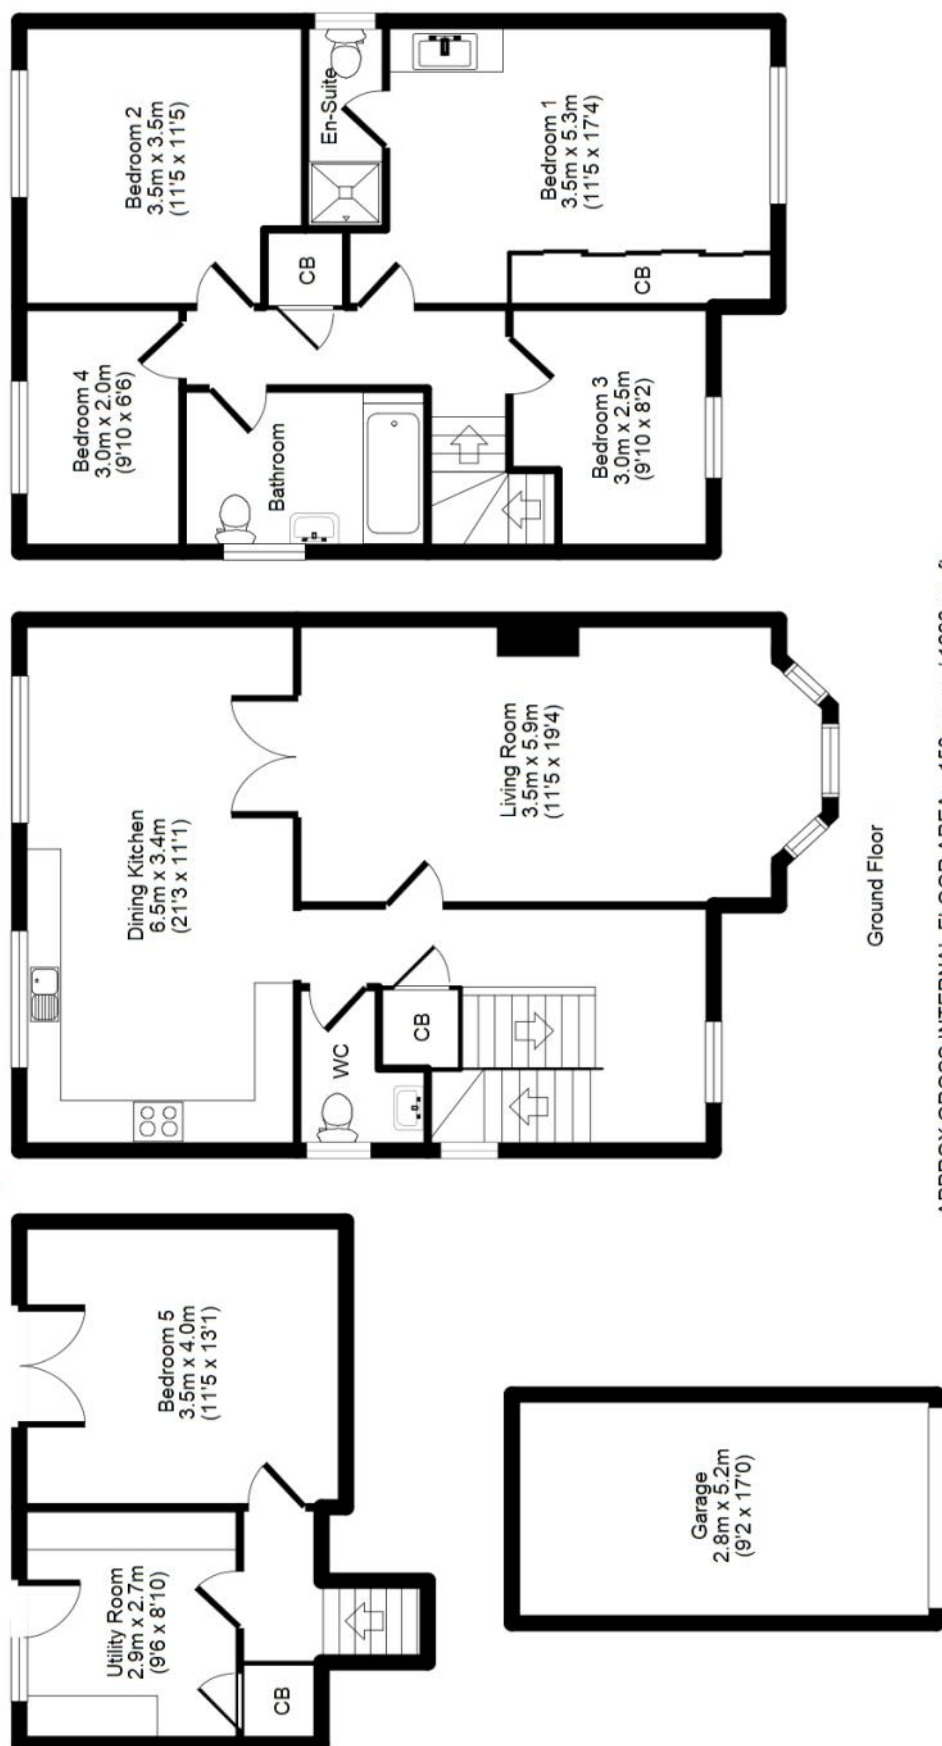 Utility Room
2.9m x 2.7m
(9'6 x 8'10)
CB
Bedroom 5
3.5m x 4.0m
(11'5 x 13'1)
Garage
2.8m x 5.2m
(9'2 x 17'0)
Dining Kitchen
6.5m x 3.4m
(21'3 x 11'1)
WC
CB
Living Room
3.5m x 5.9m
(11'5 x 19'4)
Ground Floor
Bedroom 4
3.0m x 2.0m
(9'10 x 6'6)
Bedroom 2
3.5m x 3.5m
(11'5 x 11'5)
Bathroom
CB
En-Suite
Bedroom 1
3.5m x 5.3m
(11'5 x 17'4)
CB
Bedroom 3
3.0m x 2.5m
(9'10 x 8'2)
APPROX GROSS INTERNAL FLOOR AREA